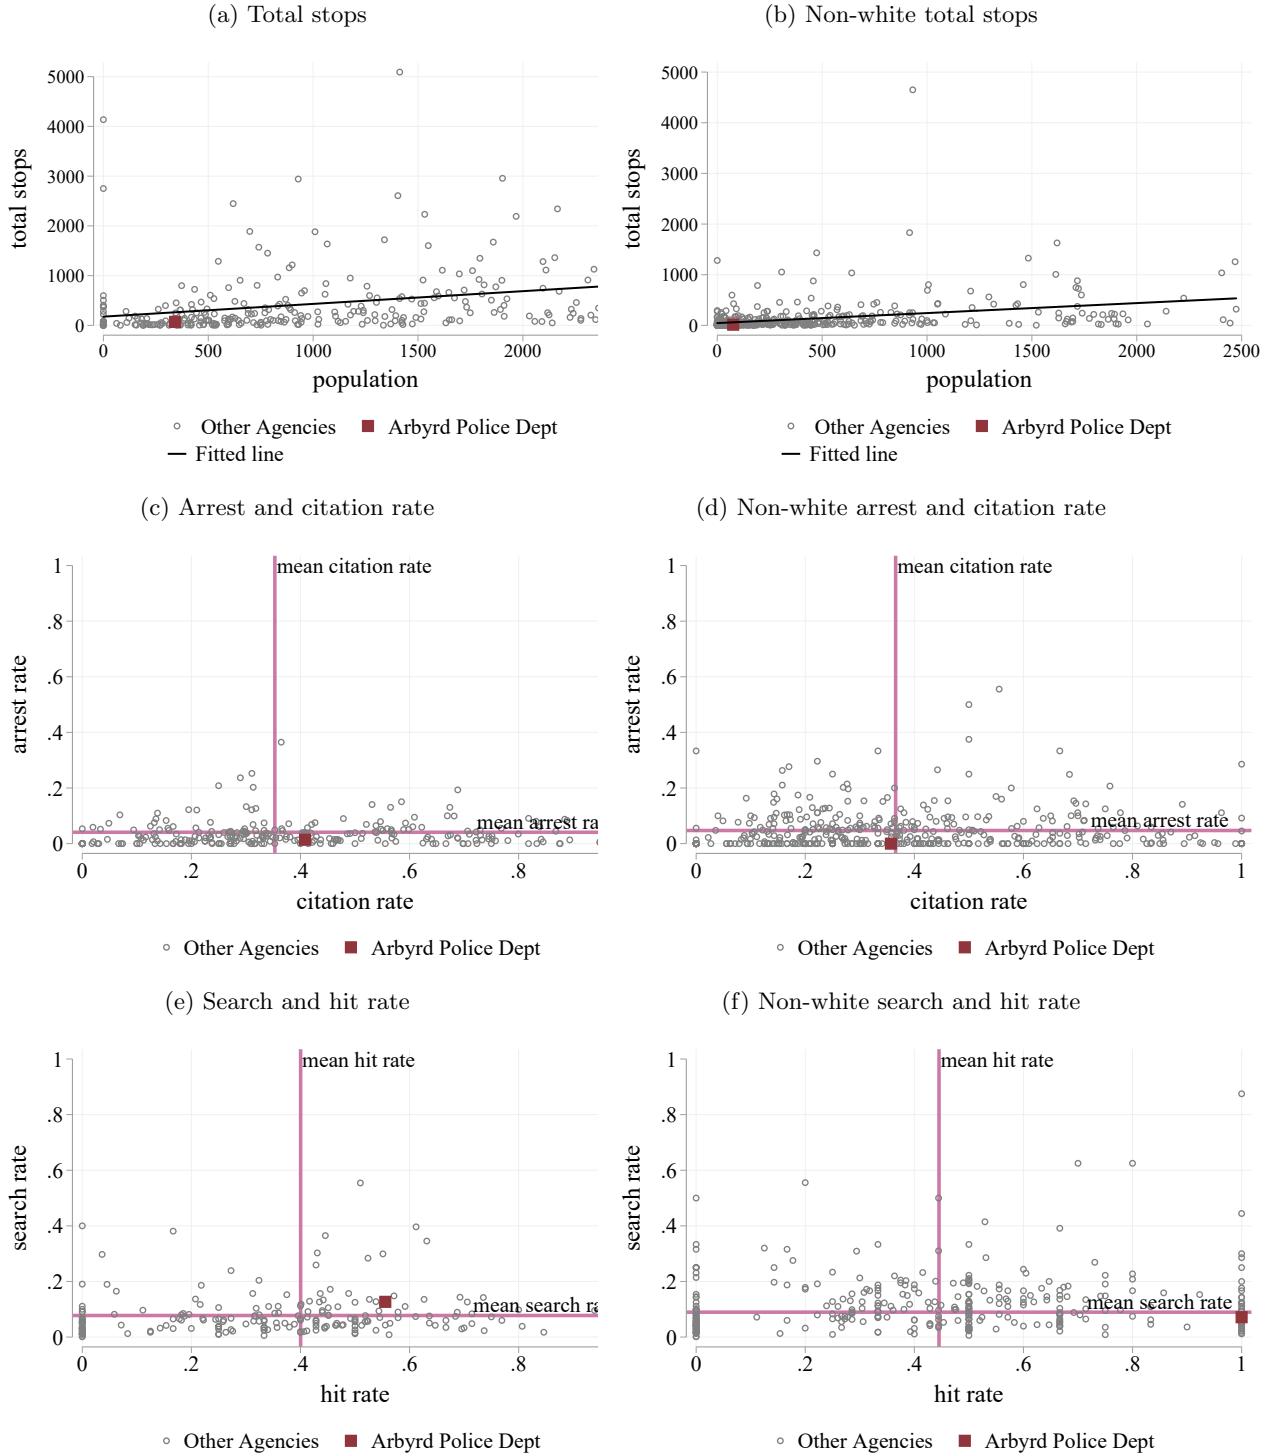 (a) Total stops
(b) Non-white total stops
5000
4000
3000
2000
1000
0
total stops
0 500 1000 1500 2000
population
Other Agencies Arbyrd Police Dept
Fitted line
5000
4000
3000
2000
1000
0
total stops
0 500 1000 1500 2000 2500
population
Other Agencies Arbyrd Police Dept
Fitted line
(c) Arrest and citation rate
(d) Non-white arrest and citation rate
1
.8
.6
.4
.2
0
arrest rate
mean citation rate
mean arrest ra
0 .2 .4 .6 .8
citation rate
Other Agencies Arbyrd Police Dept
1
.8
.6
.4
.2
0
arrest rate
mean citation rate
mean arrest rate
0 .2 .4 .6 .8 1
citation rate
Other Agencies Arbyrd Police Dept
(e) Search and hit rate
(f) Non-white search and hit rate
1
.8
.6
.4
.2
0
search rate
mean hit rate
mean search ra
0 .2 .4 .6 .8
hit rate
Other Agencies Arbyrd Police Dept
1
.8
.6
.4
.2
0
search rate
mean hit rate
mean search rate
0 .2 .4 .6 .8 1
hit rate
Other Agencies Arbyrd Police Dept